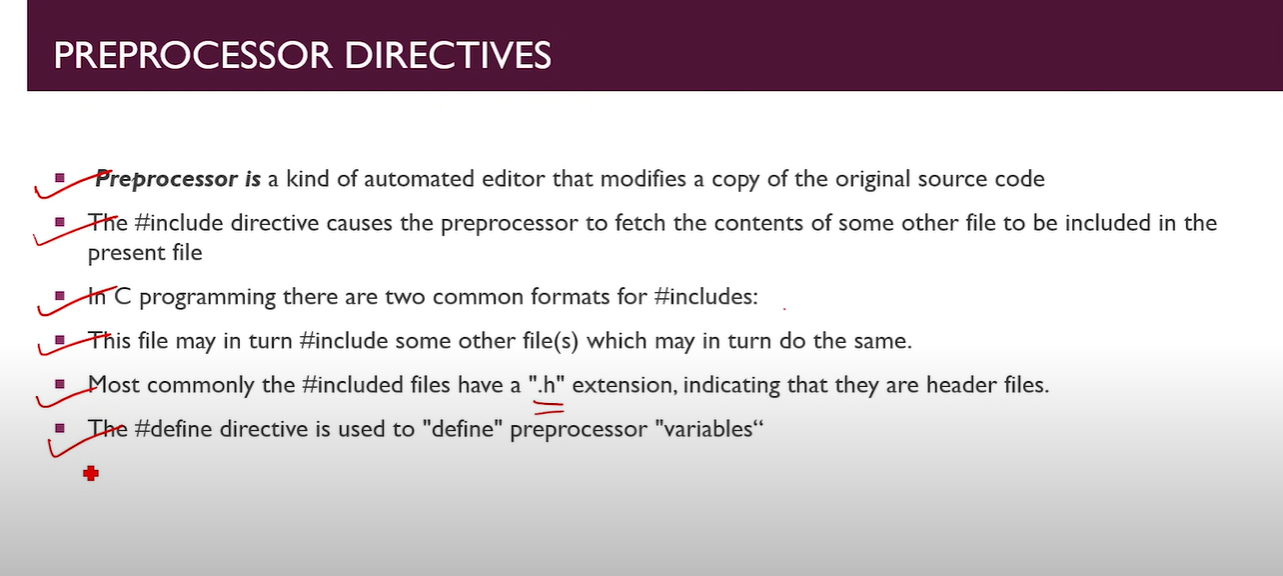 PREPROCESSOR DIRECTIVES
Preprocessor is a kind of automated editor that modifies a copy of the original source code
The #include directive causes the preprocessor to fetch the contents of some other file to be included in the
present file
In C programming there are two common formats for #includes:
This file may in turn #include some other file(s) which may in turn do the same.
Most commonly the #included files have a ".h" extension, indicating that they are header files.
The #define directive is used to "define" preprocessor "variables“